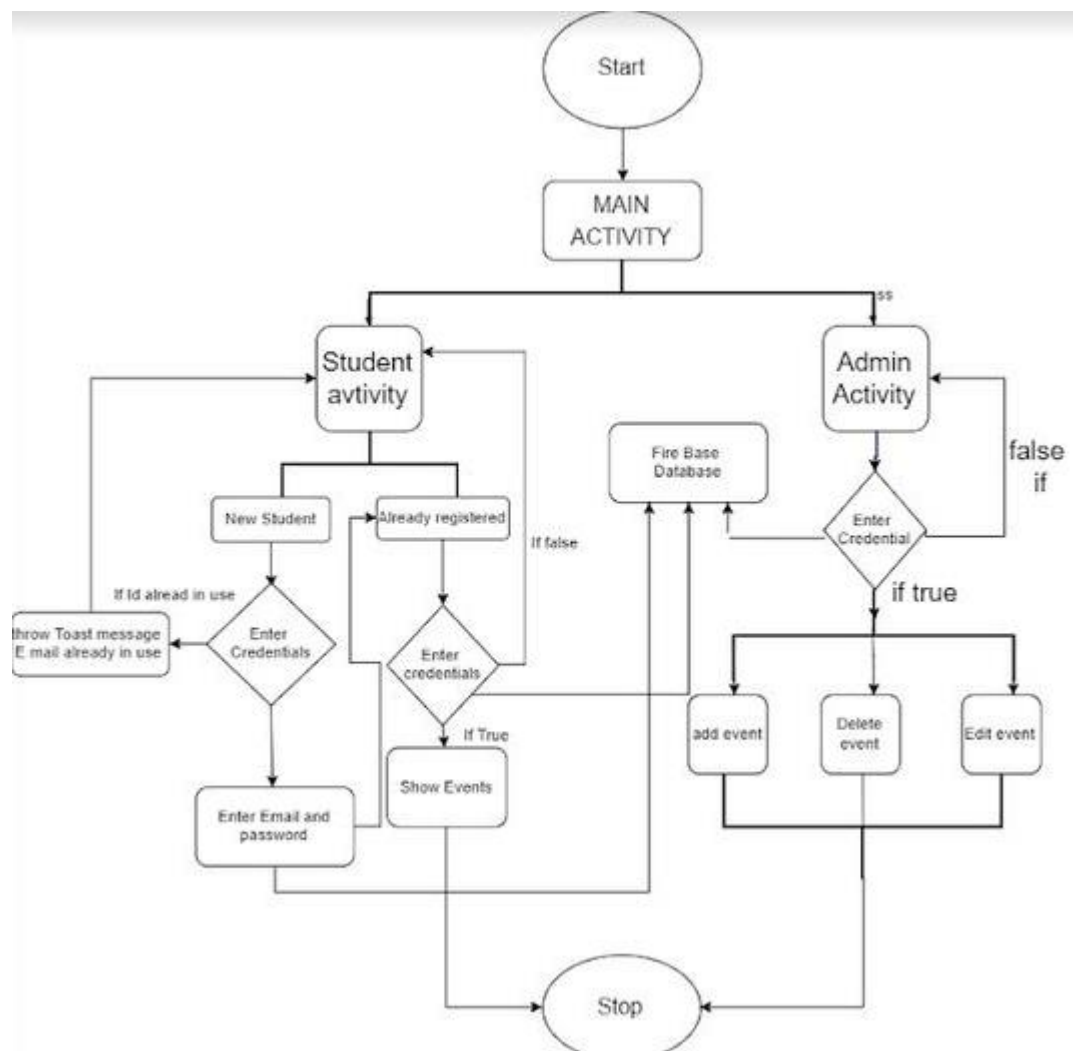 Start
MAIN
ACTIVITY
ss
Student
avtivity
Admin
Activity
Fire Base
Database
false
if
New Student
Already registered
Enter
Credential
If false
If Id alread in use
if true
throw Toast message
E mail already in use
Enter
Credentials
Enter
credentials
add event
Delete
event
Edit event
If True
Show Events
Enter Email and
password
Stop